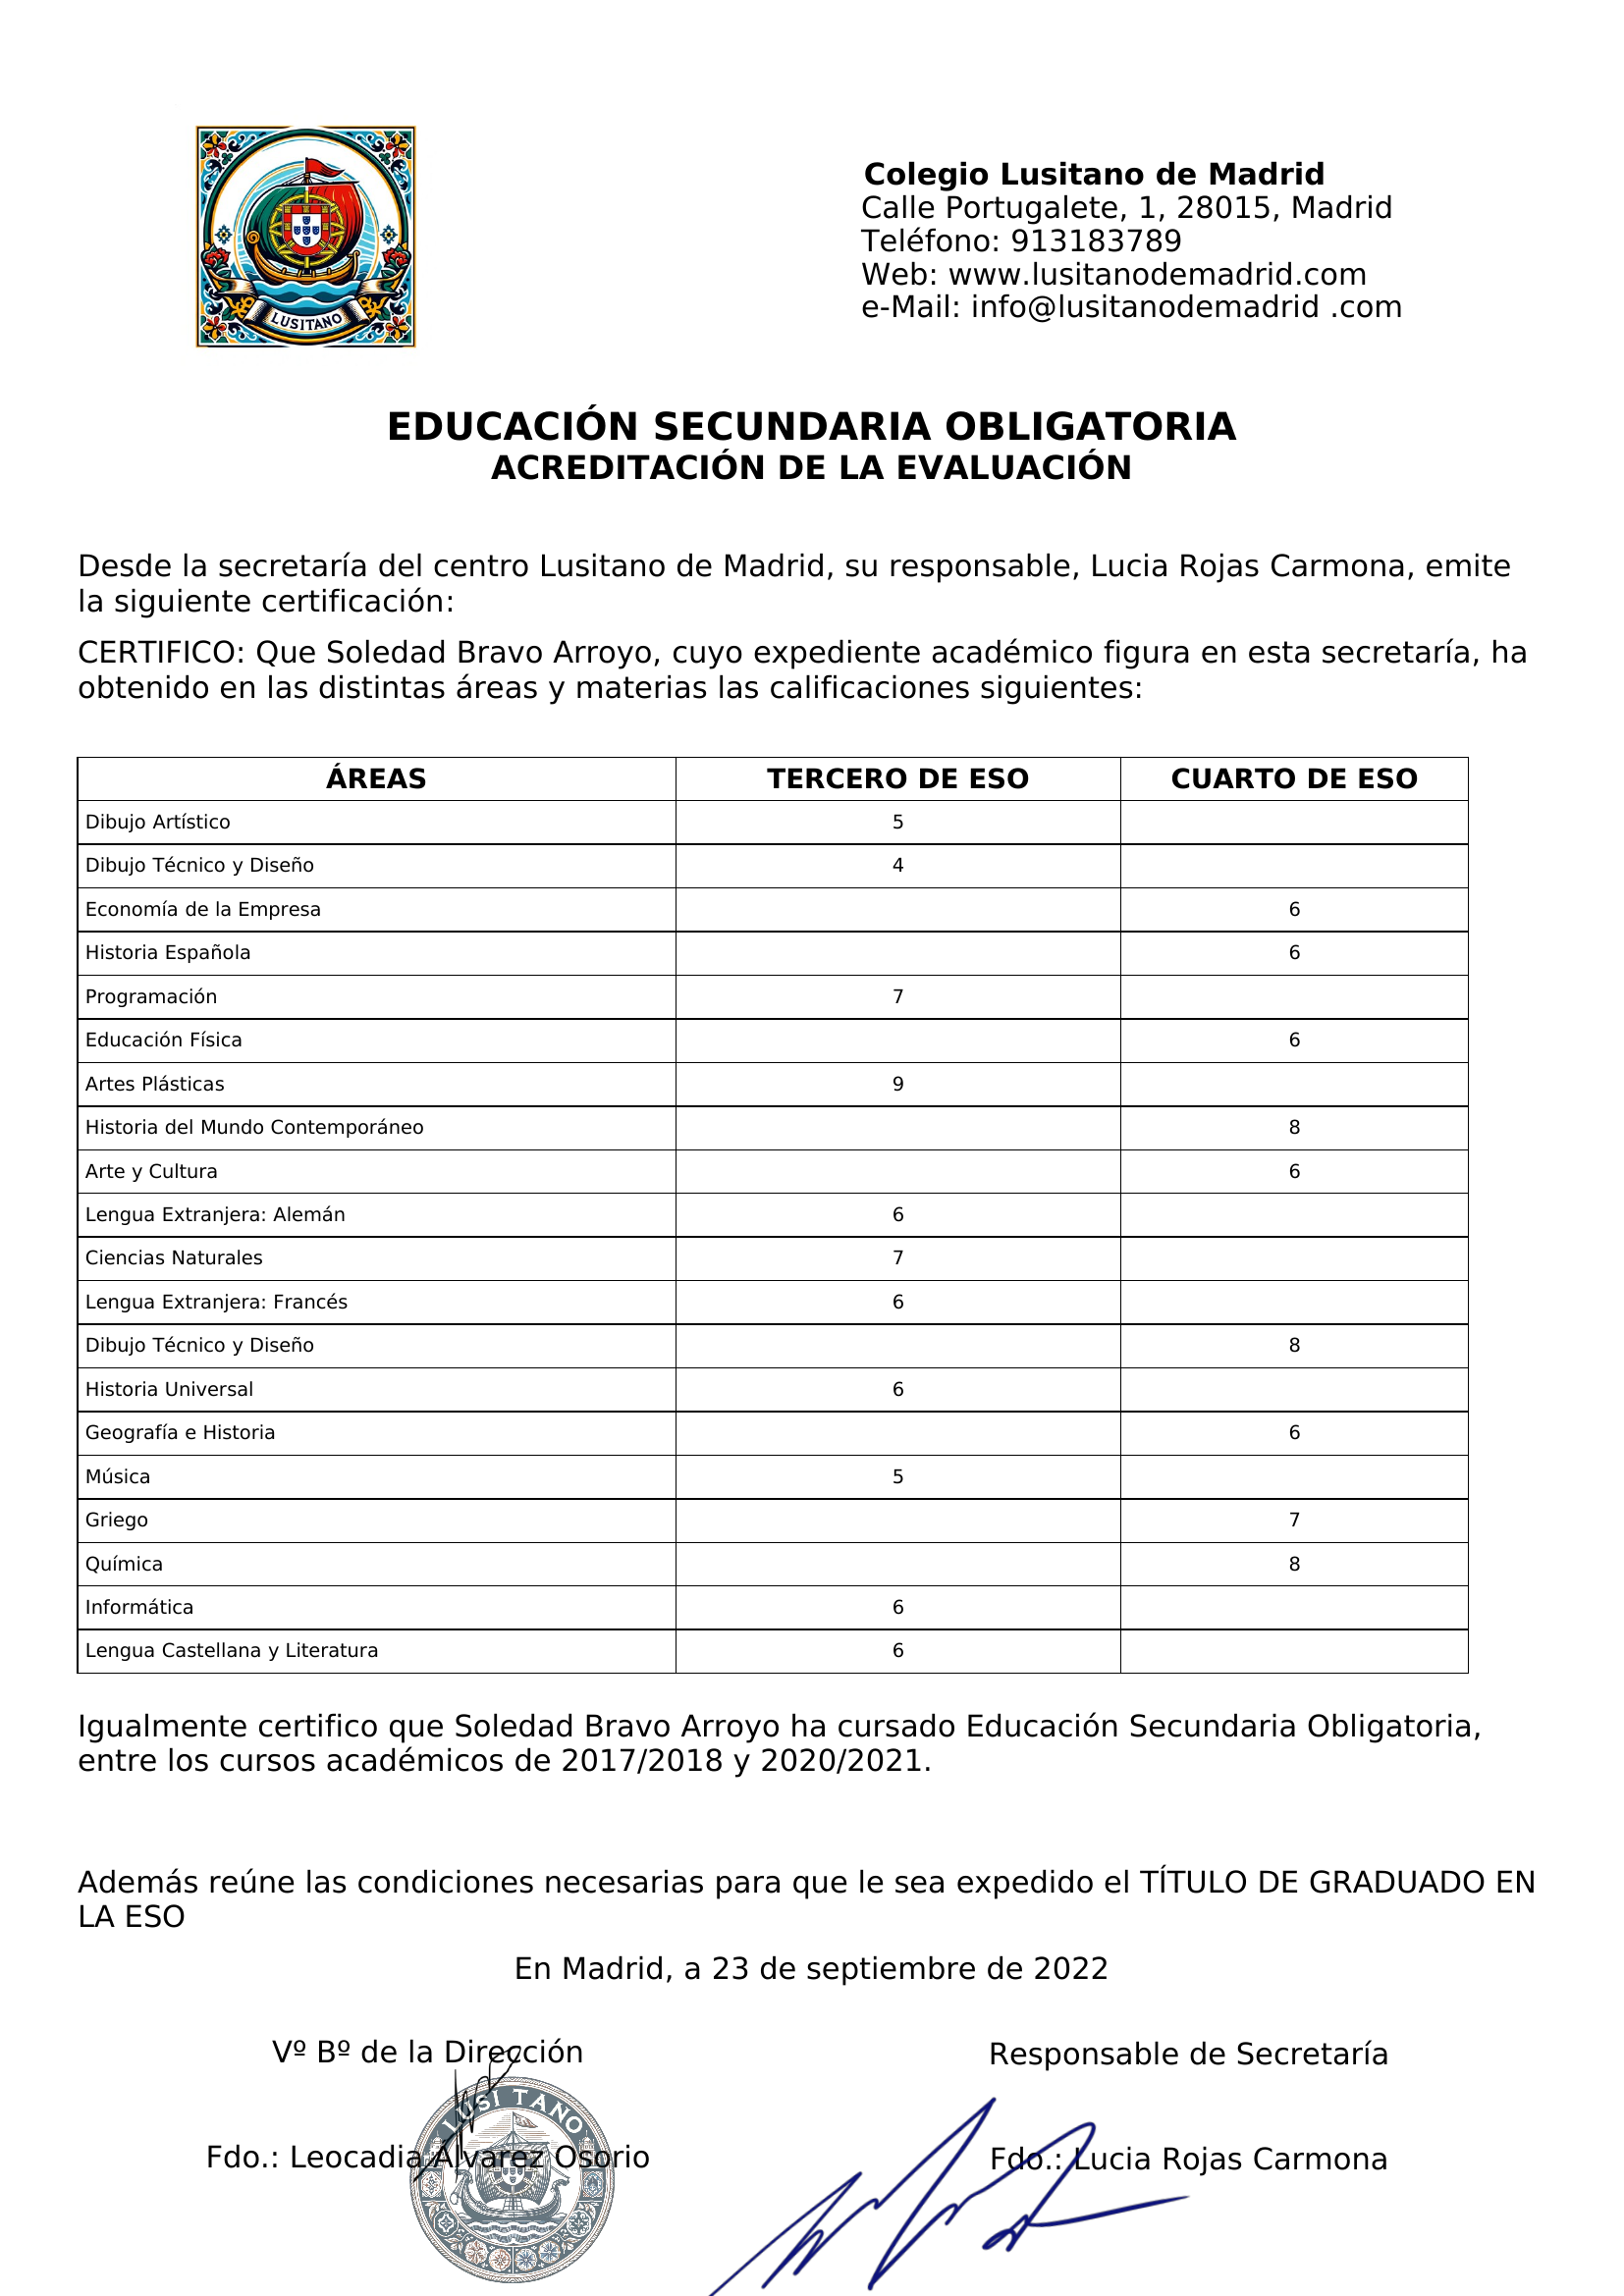 LUSITANO
Colegio Lusitano de Madrid
Calle Portugalete, 1, 28015, Madrid
Teléfono: 913183789
Web: www.lusitanodemadrid.com
e-Mail: info@lusitanodemadrid .com
EDUCACIÓN SECUNDARIA OBLIGATORIA
ACREDITACIÓN DE LA EVALUACIÓN
Desde la secretaría del centro Lusitano de Madrid, su responsable, Lucia Rojas Carmona, emite
la siguiente certificación:
CERTIFICO: Que Soledad Bravo Arroyo, cuyo expediente académico figura en esta secretaría, ha
obtenido en las distintas áreas y materias las calificaciones siguientes:
ÁREAS TERCERO DE ESO CUARTO DE ESO
Dibujo Artístico 5
Dibujo Técnico y Diseño 4
Economía de la Empresa 6
Historia Española 6
Programación 7
Educación Física 6
Artes Plásticas 9
Historia del Mundo Contemporáneo 8
Arte y Cultura 6
Lengua Extranjera: Alemán 6
Ciencias Naturales 7
Lengua Extranjera: Francés 6
Dibujo Técnico y Diseño 8
Historia Universal 6
Geografía e Historia 6
Música 5
Griego 7
Química 8
Informática 6
Lengua Castellana y Literatura 6
Igualmente certifico que Soledad Bravo Arroyo ha cursado Educación Secundaria Obligatoria,
entre los cursos académicos de 2017/2018 y 2020/2021.
Además reúne las condiciones necesarias para que le sea expedido el TÍTULO DE GRADUADO EN
LA ESO
En Madrid, a 23 de septiembre de 2022
Vº Bº de la Dirección Responsable de Secretaría
LUSI TANO
Fdo.: Leocadia Álvarez Osorio Fdo.: Lucia Rojas Carmona